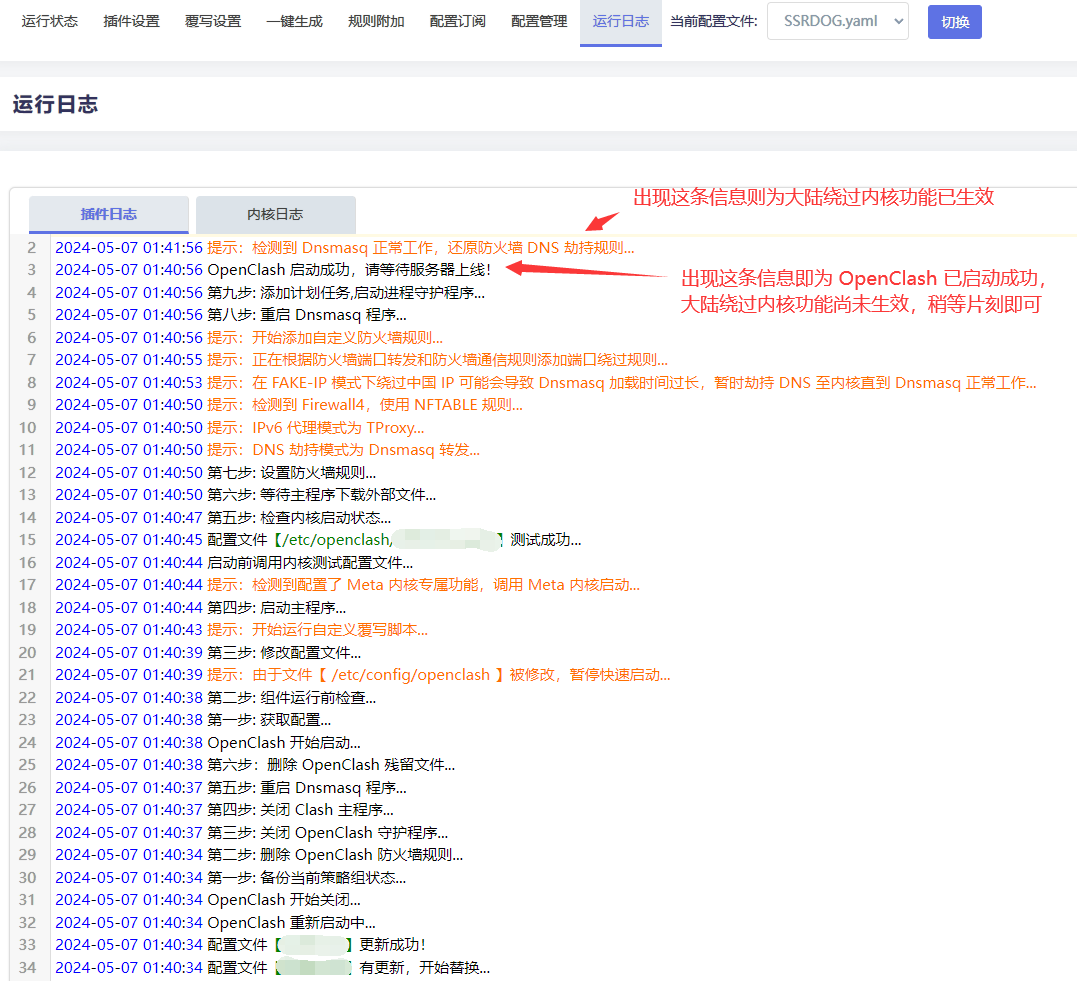 运行状态 插件设置 覆写设置 一键生成 规则附加 配置订阅 配置管理 运行日志 当前配置文件: SSRDOG.yaml 切换
运行日志
出现这条信息则为大陆绕过内核功能已生效
插件日志 内核日志
2 2024-05-07 01:41:56 提示：检测到 Dnsmasq 正常工作，还原防火墙 DNS 劫持规则...
3 2024-05-07 01:40:56 OpenClash 启动成功，请等待服务器上线！
出现这条信息即为 OpenClash 已启动成功，
大陆绕过内核功能尚未生效，稍等片刻即可
4 2024-05-07 01:40:56 第九步: 添加计划任务,启动进程守护程序...
5 2024-05-07 01:40:56 第八步: 重启 Dnsmasq 程序...
6 2024-05-07 01:40:56 提示：开始添加自定义防火墙规则...
7 2024-05-07 01:40:55 提示：正在根据防火墙端口转发和防火墙通信规则添加端口绕过规则...
8 2024-05-07 01:40:53 提示：在 FAKE-IP 模式下绕过中国 IP 可能会导致 Dnsmasq 加载时间过长，暂时劫持 DNS 至内核直到 Dnsmasq 正常工作...
9 2024-05-07 01:40:50 提示：检测到 Firewall4，使用 NFTABLE 规则...
10 2024-05-07 01:40:50 提示：IPv6 代理模式为 TProxy...
11 2024-05-07 01:40:50 提示：DNS 劫持模式为 Dnsmasq 转发...
12 2024-05-07 01:40:50 第七步: 设置防火墙规则...
13 2024-05-07 01:40:50 第六步: 等待主程序下载外部文件...
14 2024-05-07 01:40:47 第五步: 检查内核启动状态...
15 2024-05-07 01:40:45 配置文件【/etc/openclash/】测试成功...
16 2024-05-07 01:40:44 启动前调用内核测试配置文件...
17 2024-05-07 01:40:44 提示：检测到配置了 Meta 内核专属功能，调用 Meta 内核启动...
18 2024-05-07 01:40:44 第四步: 启动主程序...
19 2024-05-07 01:40:43 提示：开始运行自定义覆写脚本...
20 2024-05-07 01:40:39 第三步: 修改配置文件...
21 2024-05-07 01:40:39 提示：由于文件【 /etc/config/openclash 】被修改，暂停快速启动...
22 2024-05-07 01:40:38 第二步: 组件运行前检查...
23 2024-05-07 01:40:38 第一步: 获取配置...
24 2024-05-07 01:40:38 OpenClash 开始启动...
25 2024-05-07 01:40:38 第六步：删除 OpenClash 残留文件...
26 2024-05-07 01:40:37 第五步: 重启 Dnsmasq 程序...
27 2024-05-07 01:40:37 第四步: 关闭 Clash 主程序...
28 2024-05-07 01:40:37 第三步: 关闭 OpenClash 守护程序...
29 2024-05-07 01:40:34 第二步: 删除 OpenClash 防火墙规则...
30 2024-05-07 01:40:34 第一步: 备份当前策略组状态...
31 2024-05-07 01:40:34 OpenClash 开始关闭...
32 2024-05-07 01:40:34 OpenClash 重新启动中...
33 2024-05-07 01:40:34 配置文件【】更新成功！
34 2024-05-07 01:40:34 配置文件【】有更新，开始替换...